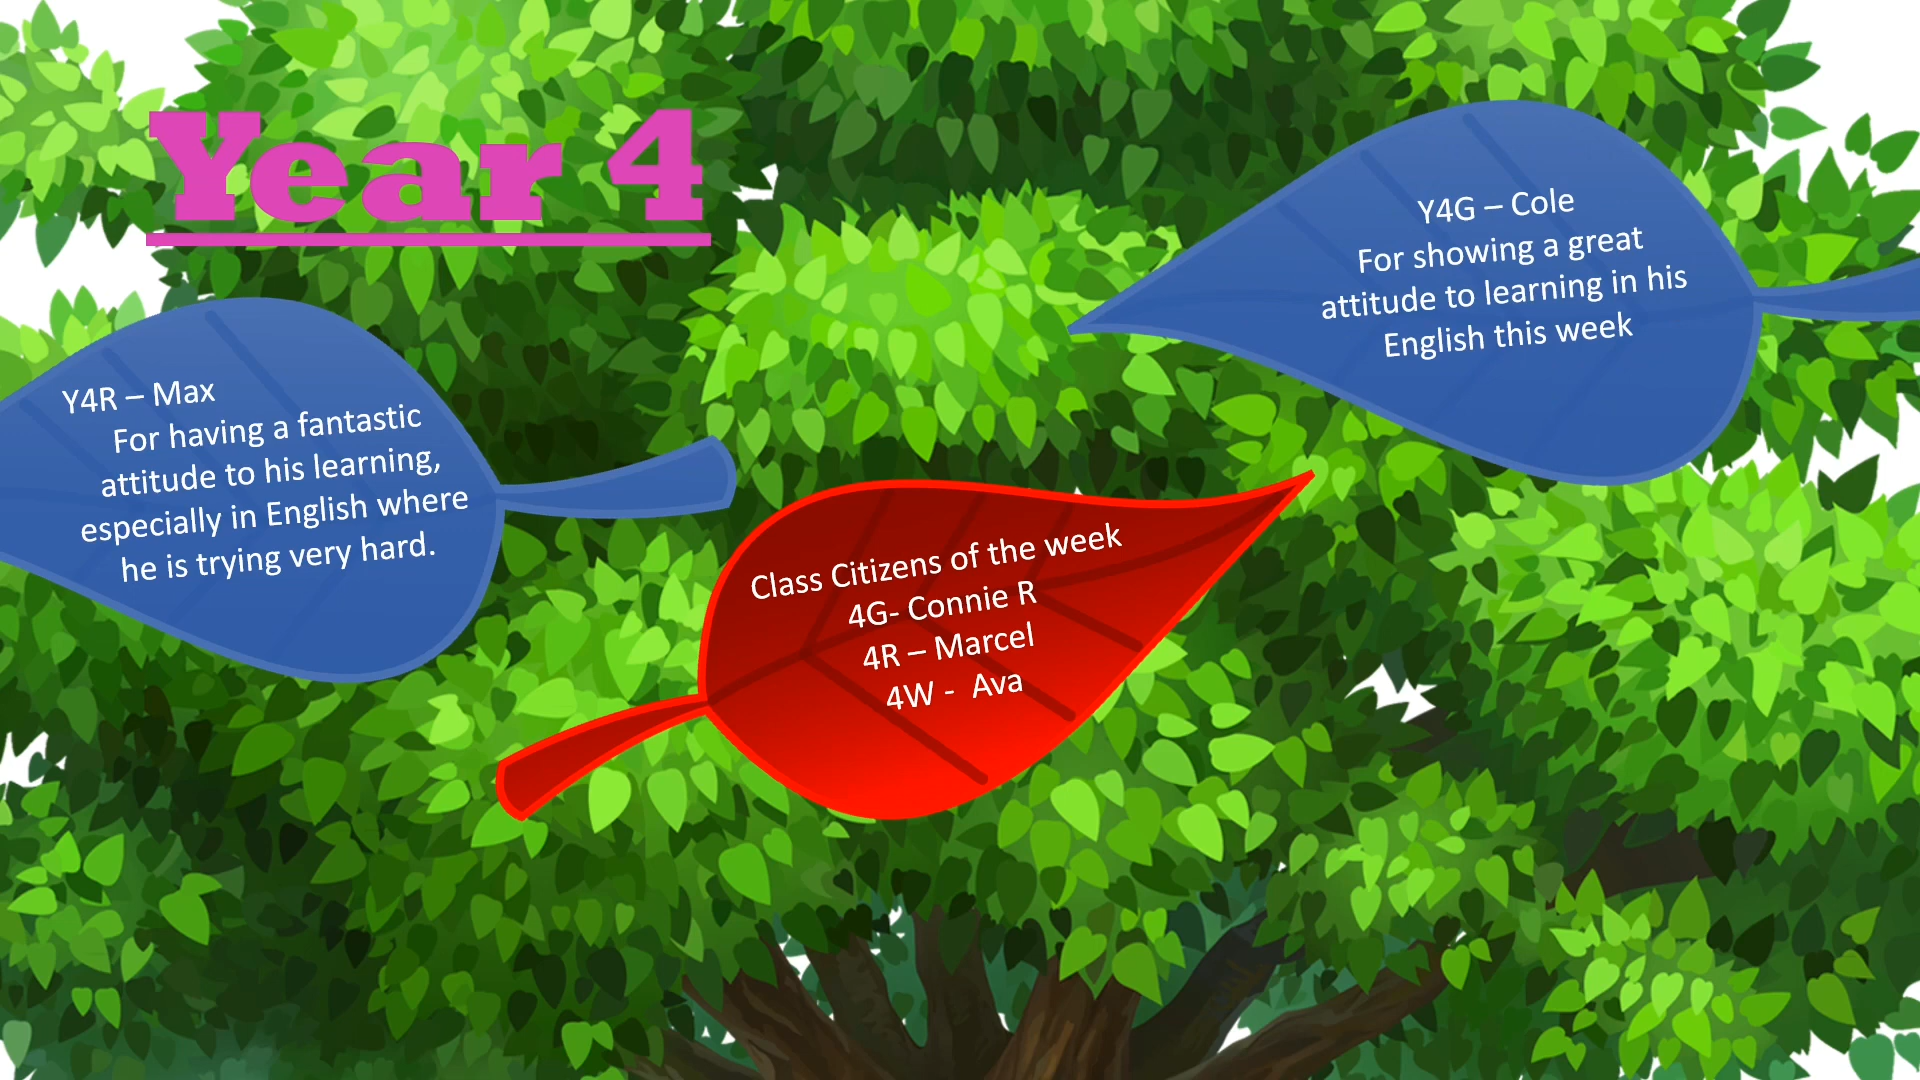 Year 4
Y4G – Cole
For showing a great
attitude to learning in his
English this week
Y4R – Max
For having a fantastic
attitude to his learning,
especially in English where
he is trying very hard.
Class Citizens of the week
4G- Connie R
4R – Marcel
4W -  Ava